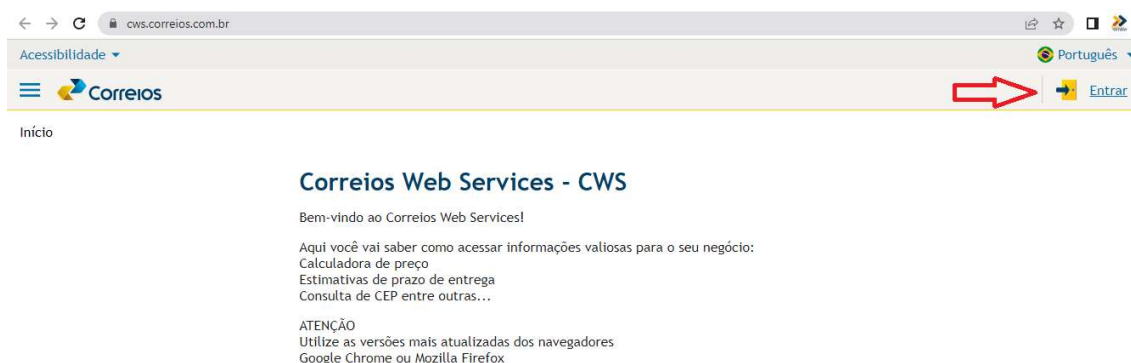 cws.correios.com.br
Acessibilidade
Português
Correios
Entrar
Início
Correios Web Services - CWS
Bem-vindo ao Correios Web Services!
Aqui você vai saber como acessar informações valiosas para o seu negócio:
Calculadora de preço
Estimativas de prazo de entrega
Consulta de CEP entre outras...
ATENÇÃO
Utilize as versões mais atualizadas dos navegadores
Google Chrome ou Mozilla Firefox